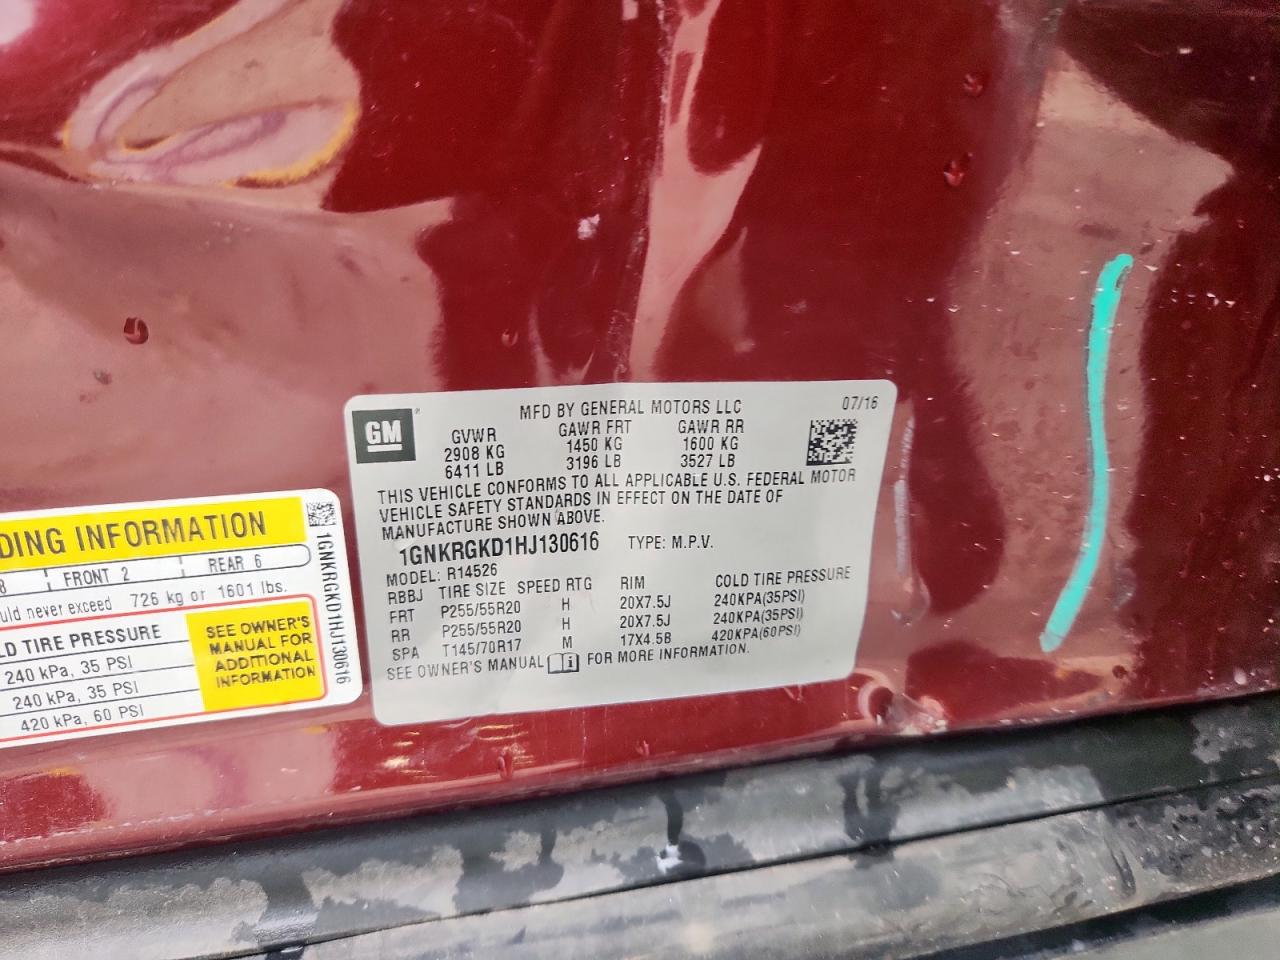 GM
MFD BY GENERAL MOTORS LLC
07/16
GVWR GAWR FRT GAWR RR
2908 KG 1450 KG 1600 KG
6411 LB 3196 LB 3527 LB
THIS VEHICLE CONFORMS TO ALL APPLICABLE U.S. FEDERAL MOTOR
VEHICLE SAFETY STANDARDS IN EFFECT ON THE DATE OF
MANUFACTURE SHOWN ABOVE.
1GNKRGKD1HJ130616 TYPE: M.P.V.
MODEL: R14526
RBBJ TIRE SIZE SPEED RTG RIM COLD TIRE PRESSURE
FRT P255/55R20 H 20X7.5J 240KPA(35PSI)
RR P255/55R20 H 20X7.5J 240KPA(35PSI)
SPA T145/70R17 M 17X4.5B 420KPA(60PSI)
SEE OWNER'S MANUAL FOR MORE INFORMATION.
DING INFORMATION
8 FRONT 2 REAR 6
uld never exceed 726 kg or 1601 lbs.
LD TIRE PRESSURE
240 kPa, 35 PSI
240 kPa, 35 PSI
420 kPa, 60 PSI
SEE OWNER'S
MANUAL FOR
ADDITIONAL
INFORMATION
1GNKRGKD1HJ130616